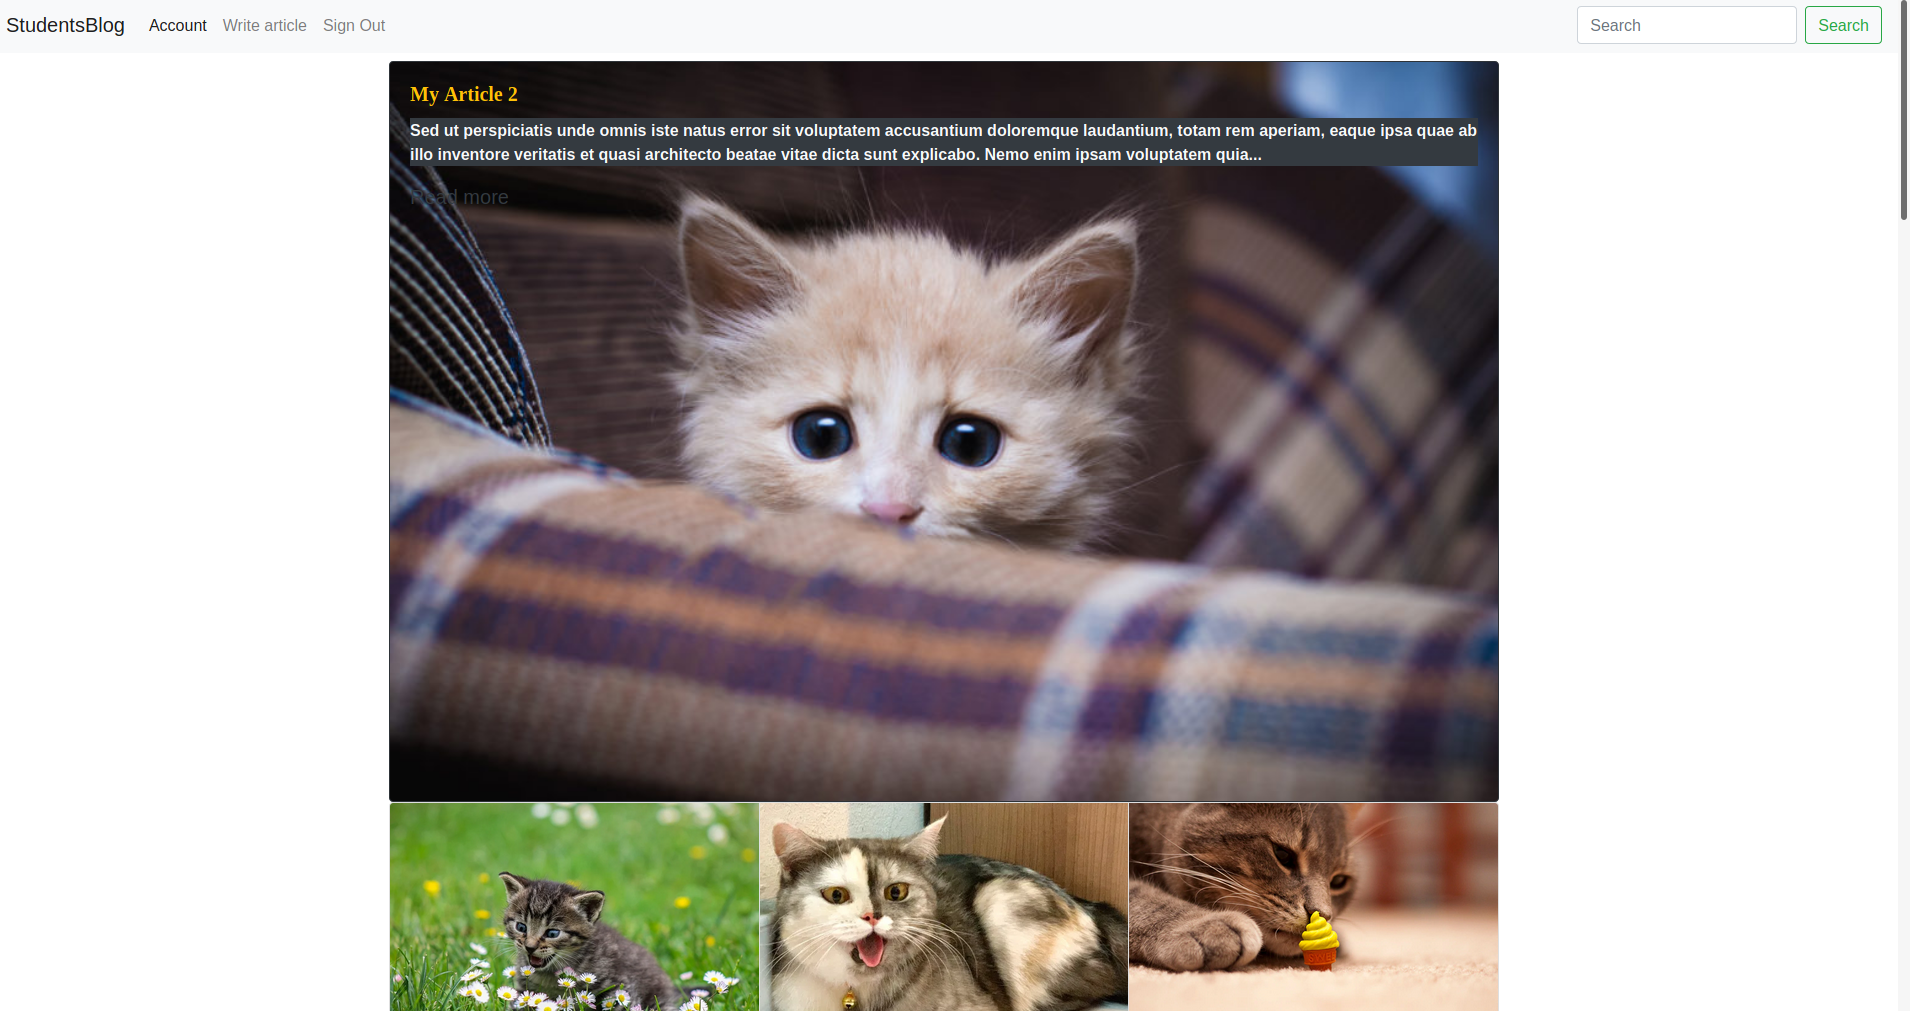 StudentsBlog
Account
Write article
Sign Out
Search
Search
My Article 2
Sed ut perspiciatis unde omnis iste natus error sit voluptatem accusantium doloremque laudantium, totam rem aperiam, eaque ipsa quae ab
illo inventore veritatis et quasi architecto beatae vitae dicta sunt explicabo. Nemo enim ipsam voluptatem quia...
Read more